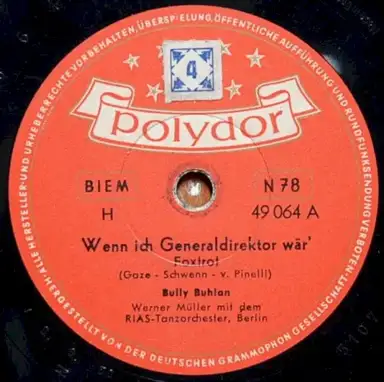 ALLE HERSTELLER- UND URHEBERRECHTE VORBEHALTEN, ÜBERSPIELUNG, ÖFFENTLICHE AUFFÜHRUNG UND RUNDFUNKSENDUNG VERBOTEN
4
polydor
BIEM N 78
H 49 064 A
Wenn ich Generaldirektor wär'
Foxtrot
(Gaze - Schwenn - v. Pinelli)
Bully Buhlan
Werner Müller mit dem
RIAS-Tanzorchester, Berlin
HERGESTELLT VON DER DEUTSCHEN GRAMMOPHON GESELLSCHAFT